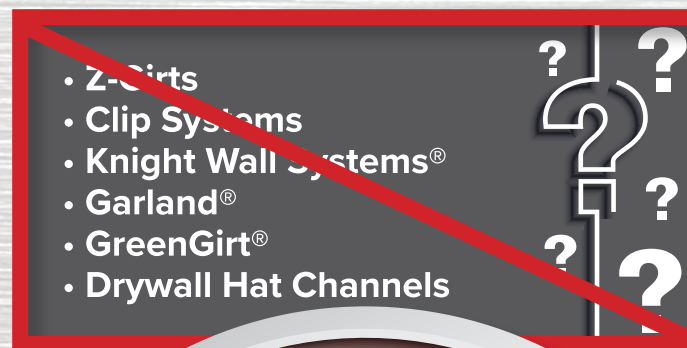 • Z-Girts
• Clip Systems
• Knight Wall Systems®
• Garland®
• GreenGirt®
• Drywall Hat Channels
? ? ? ? ? ?